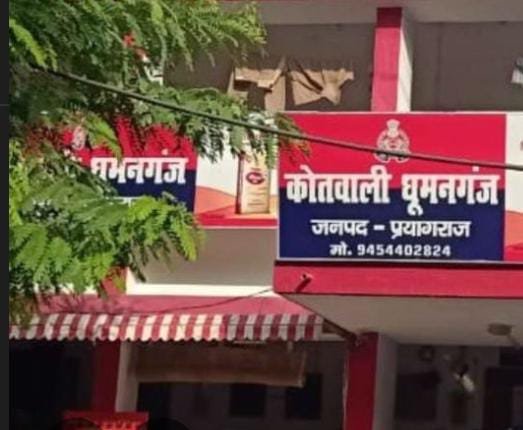 घूमनगंज
कोतवाली घूमनगंज
जनपद - प्रयागराज
मो. 9454402824